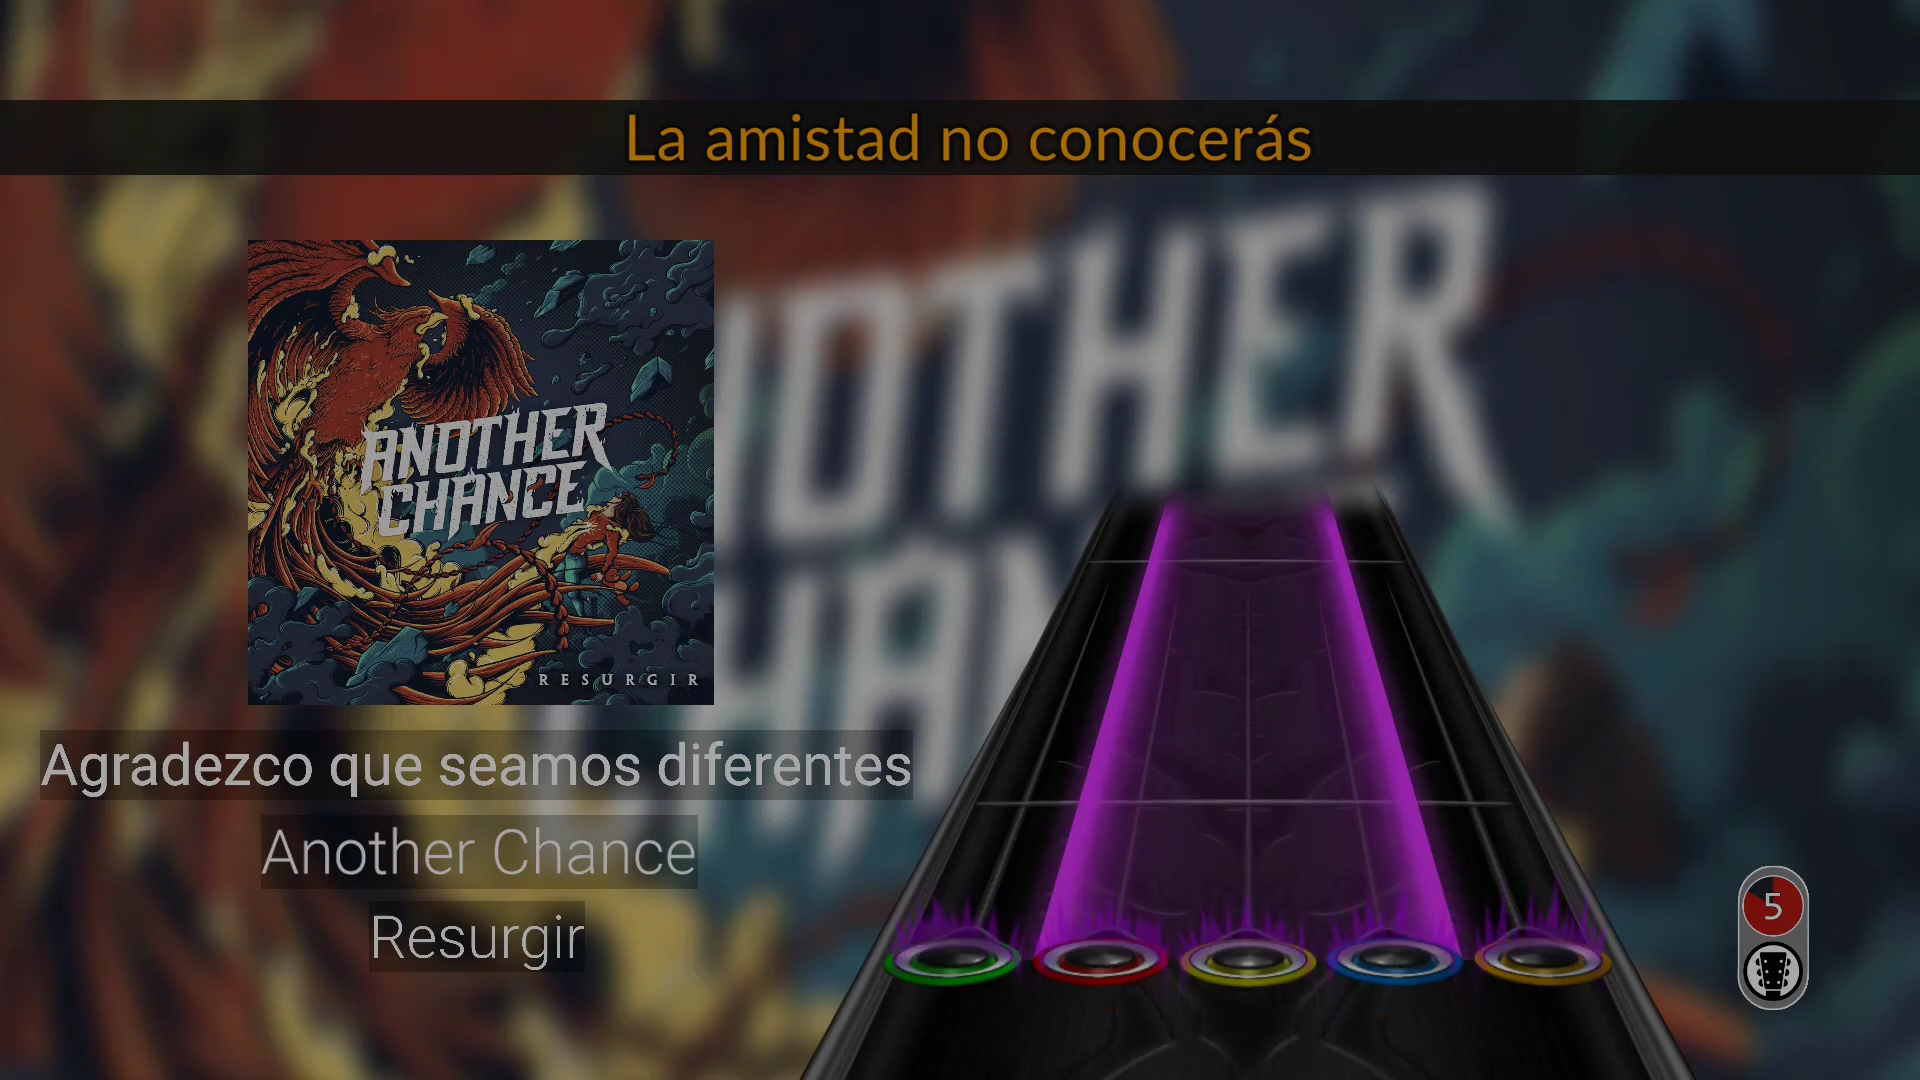 La amistad no conocerás
ANOTHER
CHANCE
RESURGIR
Agradezco que seamos diferentes
Another Chance
Resurgir
5